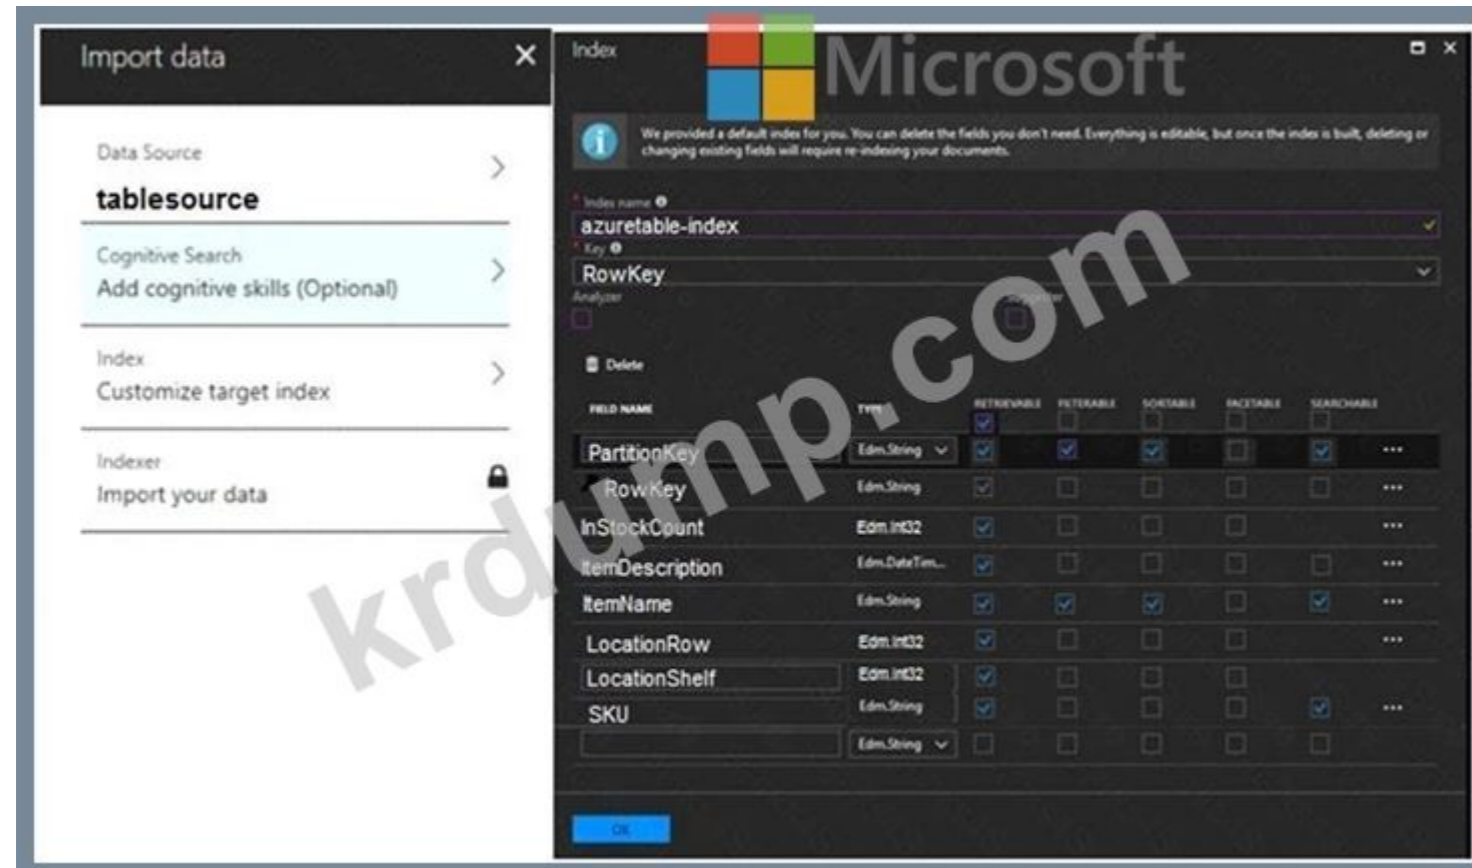 Import data
Data Source
tablesource
Cognitive Search
Add cognitive skills (Optional)
Index
Customize target index
Indexer
Import your data
Index
Microsoft
We provided a default index for you. You can delete the fields you don't need. Everything is editable, but once the index is built, deleting or
changing existing fields will require re-indexing your documents.
* Index name
azuretable-index
* Key
RowKey
Analyzer
Delete
FIELD NAME TYPE RETRIEVABLE FILTERABLE SORTABLE FACETABLE SEARCHABLE
PartitionKey Edm.String
RowKey Edm.String
InStockCount Edm.Int32
ItemDescription Edm.DateTim...
ItemName Edm.String
LocationRow Edm.Int32
LocationShelf Edm.Int32
SKU Edm.String
Edm.String
OK
krdump.com